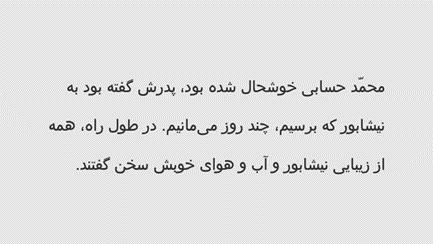 محمّد حسابی خوشحال شده بود، پدرش گفته بود به
نیشابور که برسیم، چند روز می‌مانیم. در طول راه، همه
از زیبایی نیشابور و آب و هوای خویش سخن گفتند.